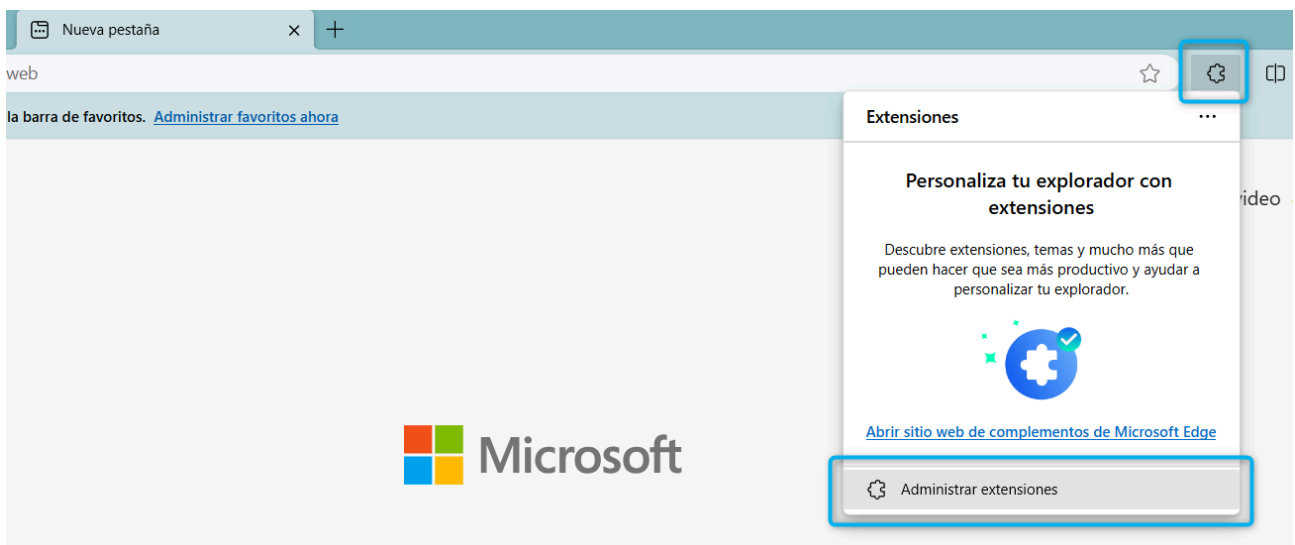 Nueva pestaña
web
la barra de favoritos. Administrar favoritos ahora
Extensiones
Personaliza tu explorador con
extensiones
video
Descubre extensiones, temas y mucho más que
pueden hacer que sea más productivo y ayudar a
personalizar tu explorador.
Abrir sitio web de complementos de Microsoft Edge
Microsoft
Administrar extensiones